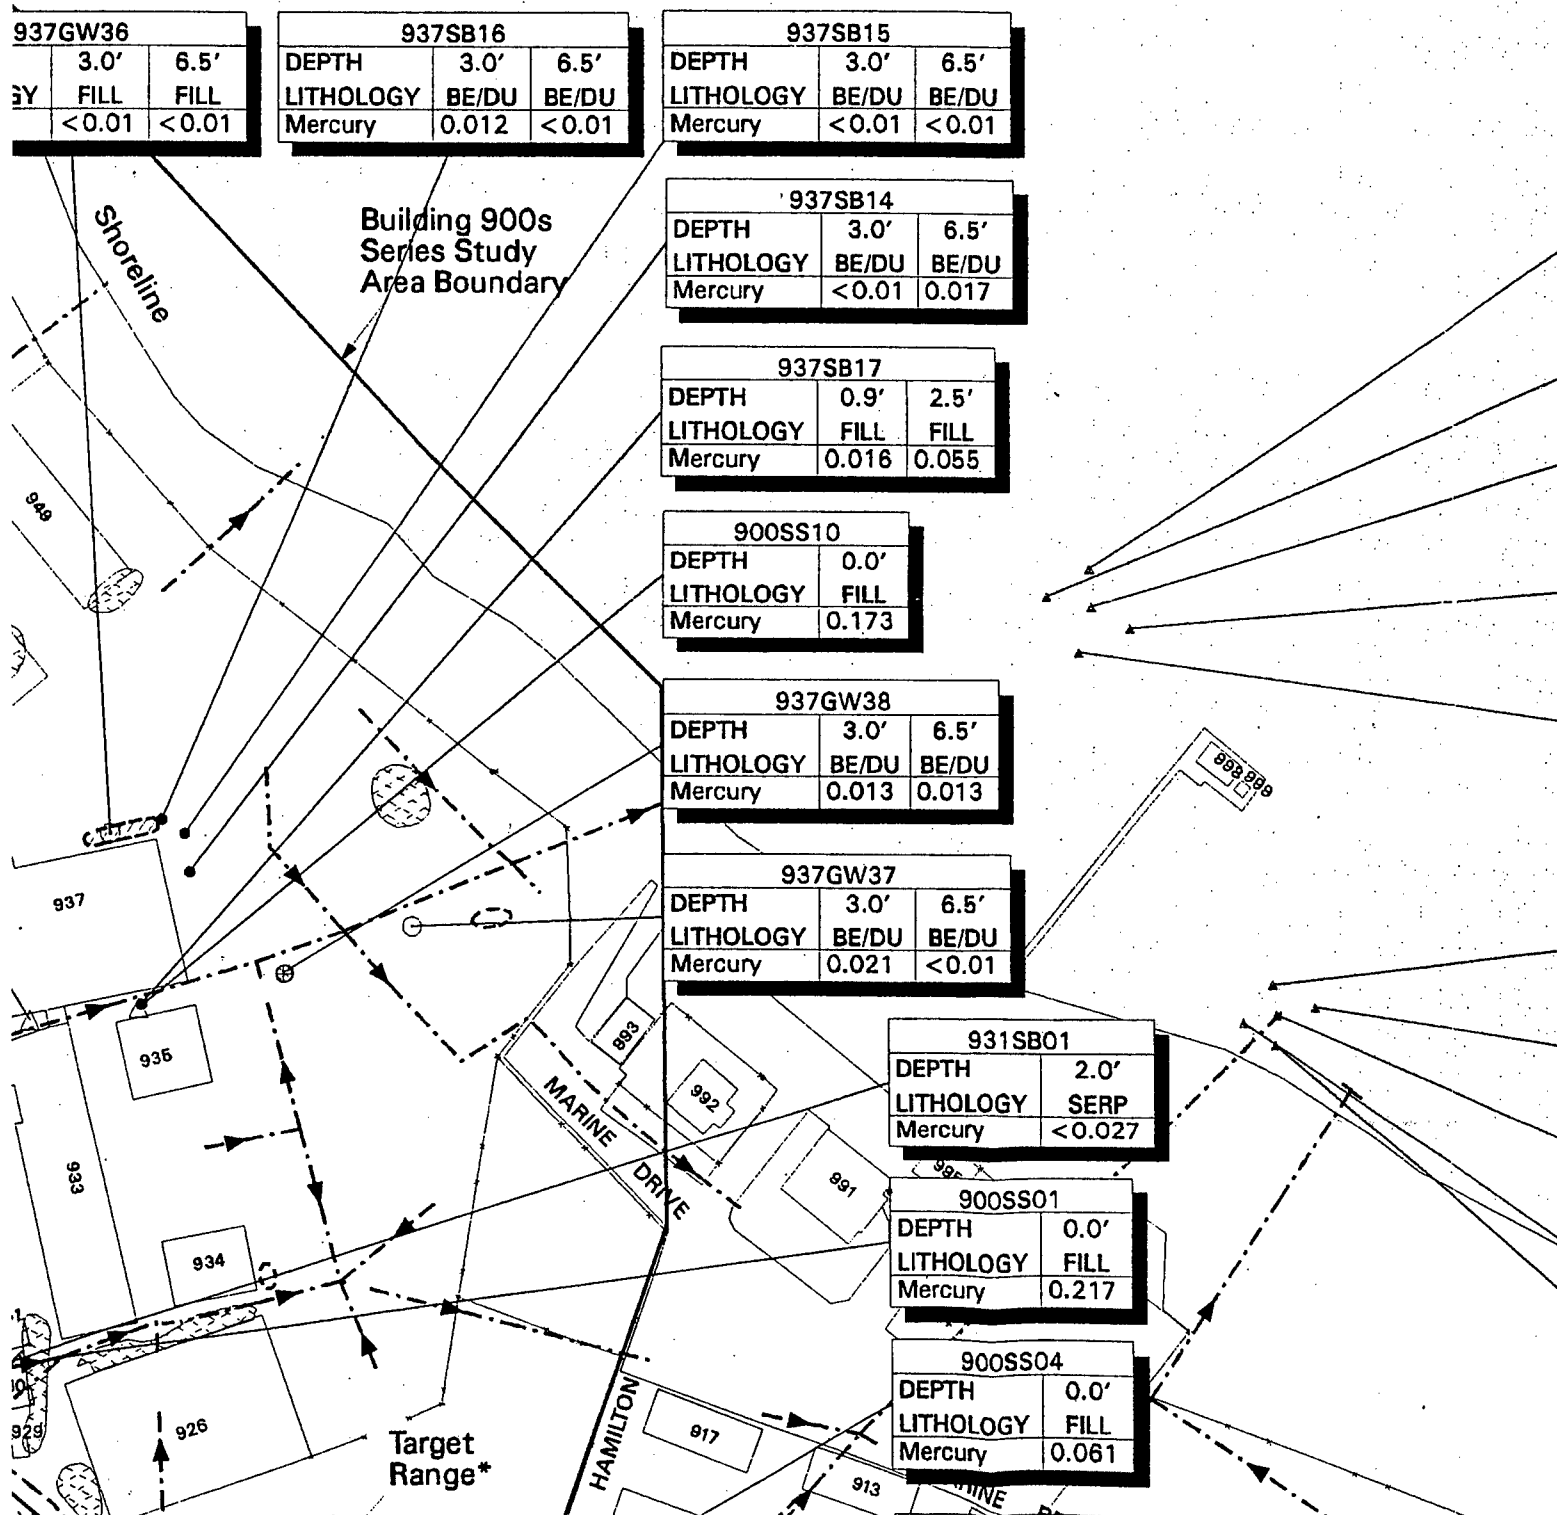 937GW36
3.0′ 6.5′
GY FILL FILL
<0.01 <0.01
937SB16
DEPTH 3.0′ 6.5′
LITHOLOGY BE/DU BE/DU
Mercury 0.012 <0.01
937SB15
DEPTH 3.0′ 6.5′
LITHOLOGY BE/DU BE/DU
Mercury <0.01 <0.01
937SB14
DEPTH 3.0′ 6.5′
LITHOLOGY BE/DU BE/DU
Mercury <0.01 0.017
Shoreline
Building 900s
Series Study
Area Boundary
937SB17
DEPTH 0.9′ 2.5′
LITHOLOGY FILL FILL
Mercury 0.016 0.055
949
900SS10
DEPTH 0.0′
LITHOLOGY FILL
Mercury 0.173
937GW38
DEPTH 3.0′ 6.5′
LITHOLOGY BE/DU BE/DU
Mercury 0.013 0.013
998
999
937GW37
DEPTH 3.0′ 6.5′
LITHOLOGY BE/DU BE/DU
Mercury 0.021 <0.01
937
935
993
992
MARINE DRIVE
931SB01
DEPTH 2.0′
LITHOLOGY SERP
Mercury <0.027
933
991
934
900SS01
DEPTH 0.0′
LITHOLOGY FILL
Mercury 0.217
900SS04
DEPTH 0.0′
LITHOLOGY FILL
Mercury 0.061
929
926
Target
Range*
HAMILTON
917
913